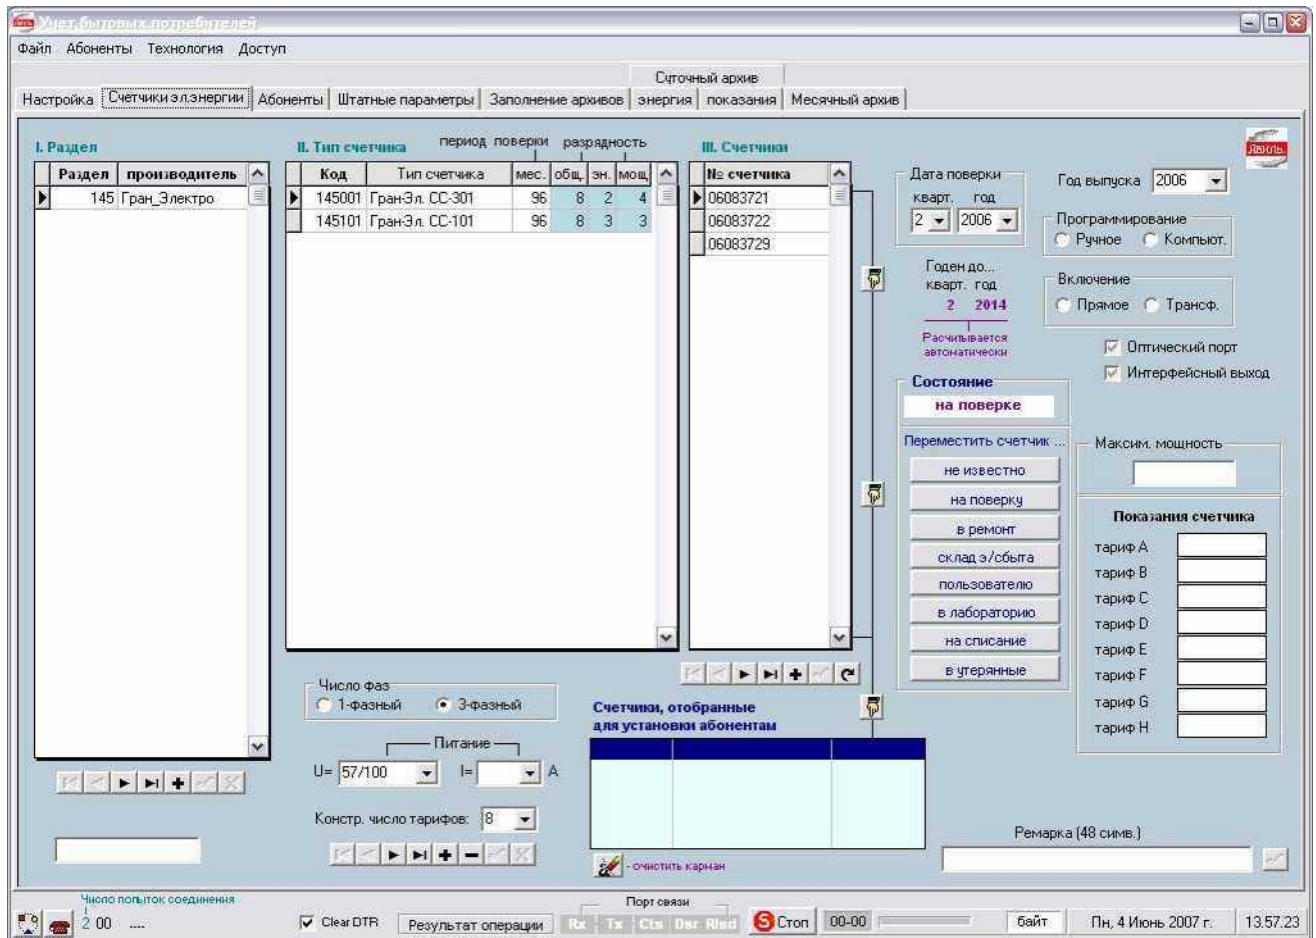 Учет бытовых потребителей
Файл Абоненты Технология Доступ
Суточный архив
Настройка Счетчики эл.энергии Абоненты Штатные параметры Заполнение архивов энергия показания Месячный архив
I. Раздел
Раздел производитель
145 Гран_Электро
II. Тип счетчика период поверки разрядность
Код Тип счетчика мес. общ. эн. мощ
145001 Гран-Эл. СС-301 96 8 2 4
145101 Гран-Эл. СС-101 96 8 3 3
III. Счетчики
№ счетчика
06083721
06083722
06083729
Дата поверки
кварт. год
2 2006
Год выпуска 2006
Программирование
Ручное Компьют.
Годен до...
кварт. год
2 2014
Расчитывается
автоматически
Включение
Прямое Трансф.
Оптический порт
Интерфейсный выход
Состояние
на поверке
Переместить счетчик ...
не известно
на поверку
в ремонт
склад э/сбыта
пользователю
в лабораторию
на списание
в утерянные
Максим. мощность
Показания счетчика
тариф A
тариф B
тариф C
тариф D
тариф E
тариф F
тариф G
тариф H
Число фаз
1-фазный 3-фазный
Питание
U= 57/100 I= А
Констр. число тарифов: 8
Счетчики, отобранные
для установки абонентам
- очистить карман
Ремарка (48 симв.)
Число попыток соединения
2 00 ....
Clear DTR
Результат операции
Порт связи
Rx Tx Cts Dsr Rlsd
Стоп
00-00
байт
Пн, 4 Июнь 2007 г.
13.57.23